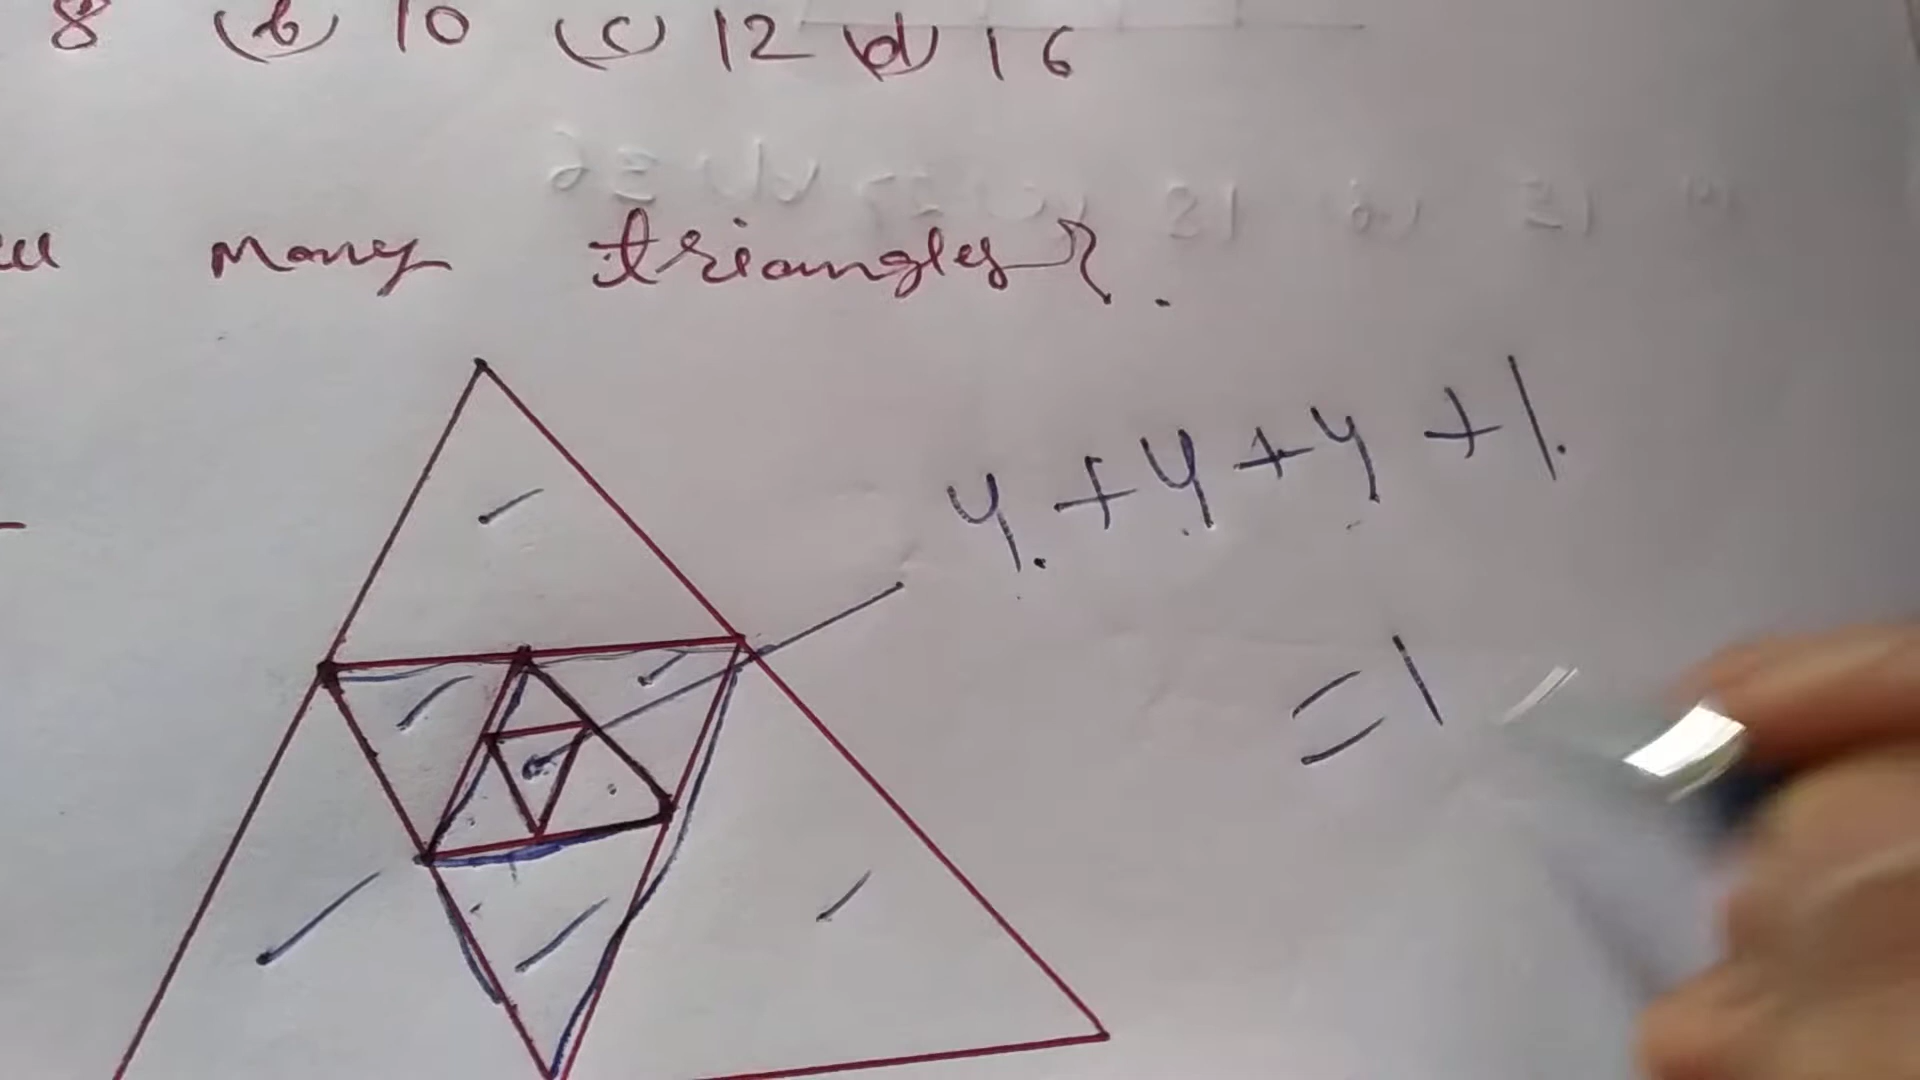 8 (b) 10 (c) 12 (d) 16
many triangles?
4 + 4 + 4 + 1
= 1